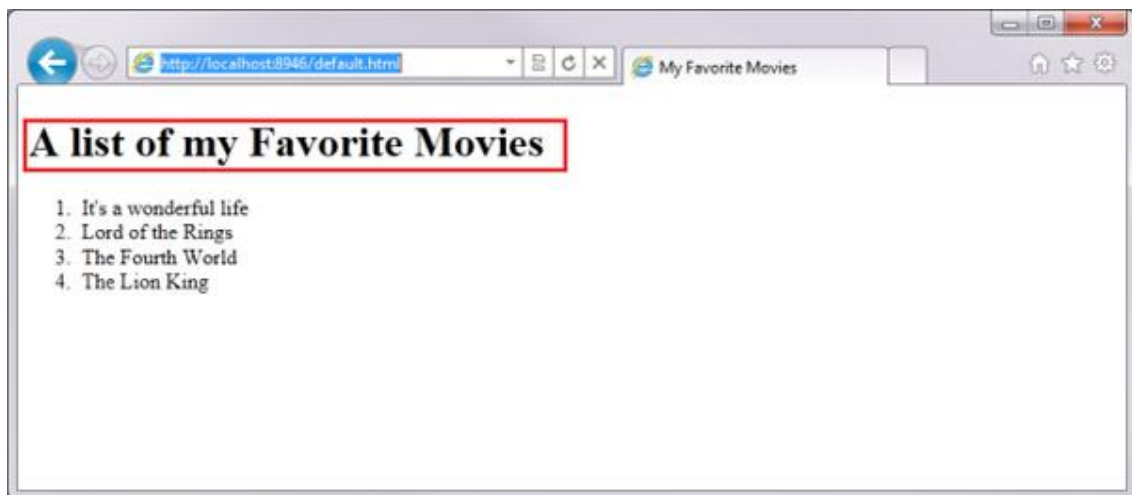 http://localhost:8946/default.html
My Favorite Movies
A list of my Favorite Movies
1. It's a wonderful life
2. Lord of the Rings
3. The Fourth World
4. The Lion King